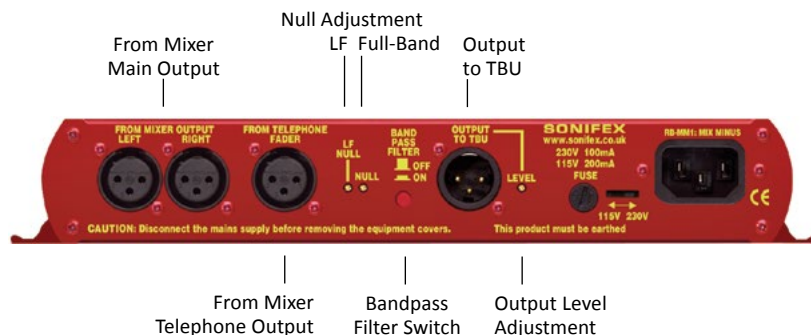 Null Adjustment
From Mixer
Main Output
LF Full-Band
Output
to TBU
FROM MIXER OUTPUT
LEFT RIGHT
FROM TELEPHONE
FADER
LF
NULL
NULL
BAND
PASS
FILTER
OFF
ON
OUTPUT
TO TBU
LEVEL
SONIFEX
www.sonifex.co.uk
230V 100mA
115V 200mA
FUSE
115V 230V
RB-MM1: MIX MINUS
CE
CAUTION: Disconnect the mains supply before removing the equipment covers. This product must be earthed
From Mixer
Telephone Output
Bandpass
Filter Switch
Output Level
Adjustment